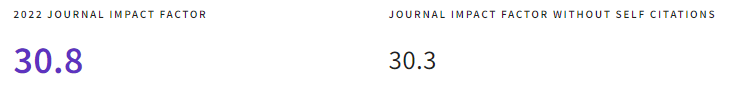 2022 JOURNAL IMPACT FACTOR
30.8
JOURNAL IMPACT FACTOR WITHOUT SELF CITATIONS
30.3